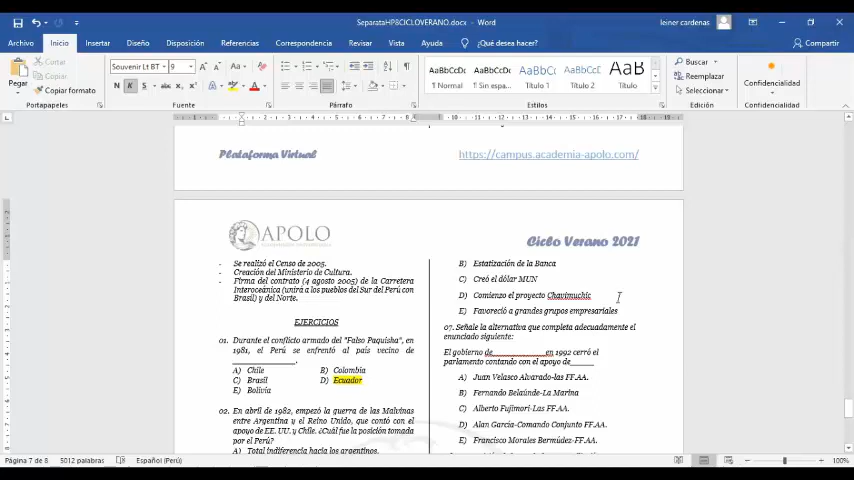 SeparataHP8CICLOVERANO.docx - Word
leiner cardenas
Archivo Inicio Insertar Diseño Disposición Referencias Correspondencia Revisar Vista Ayuda ¿Qué desea hacer? Compartir
Pegar
Cortar
Copiar
Copiar formato
Portapapeles
Souvenir Lt BT 9
N K S
Fuente
Párrafo
AaBbCcDc AaBbCcDc AaBbCc AaBbCcD AaB
¶ Normal ¶ Sin espa... Título 1 Título 2 Título
Estilos
Buscar
Reemplazar
Seleccionar
Edición
Confidencialidad
Confidencialidad
Plataforma Virtual
https://campus.academia-apolo.com/
APOLO
Ciclo Verano 2021
- Se realizó el Censo de 2005.
- Creación del Ministerio de Cultura.
- Firma del contrato (4 agosto 2005) de la Carretera
Interoceánica (unirá a los pueblos del Sur del Perú con
Brasil) y del Norte.
EJERCICIOS
01. Durante el conflicto armado del "Falso Paquisha", en
1981, el Perú se enfrentó al país vecino de
______________.
A) Chile B) Colombia
C) Brasil D) Ecuador
E) Bolivia
02. En abril de 1982, empezó la guerra de las Malvinas
entre Argentina y el Reino Unido, que contó con el
apoyo de EE. UU. y Chile. ¿Cuál fue la posición tomada
por el Perú?
A) Total indiferencia hacia los argentinos.
B) Estatización de la Banca
C) Creó el dólar MUN
D) Comienzo el proyecto Chavimuchic
E) Favoreció a grandes grupos empresariales
07. Señale la alternativa que completa adecuadamente el
enunciado siguiente:
El gobierno de______________en 1992 cerró el
parlamento contando con el apoyo de______
A) Juan Velasco Alvarado-las FF.AA.
B) Fernando Belaúnde-La Marina
C) Alberto Fujimori-Las FF.AA.
D) Alan García-Comando Conjunto FF.AA.
E) Francisco Morales Bermúdez-FF.AA.
Página 7 de 8 5012 palabras Español (Perú) 100%